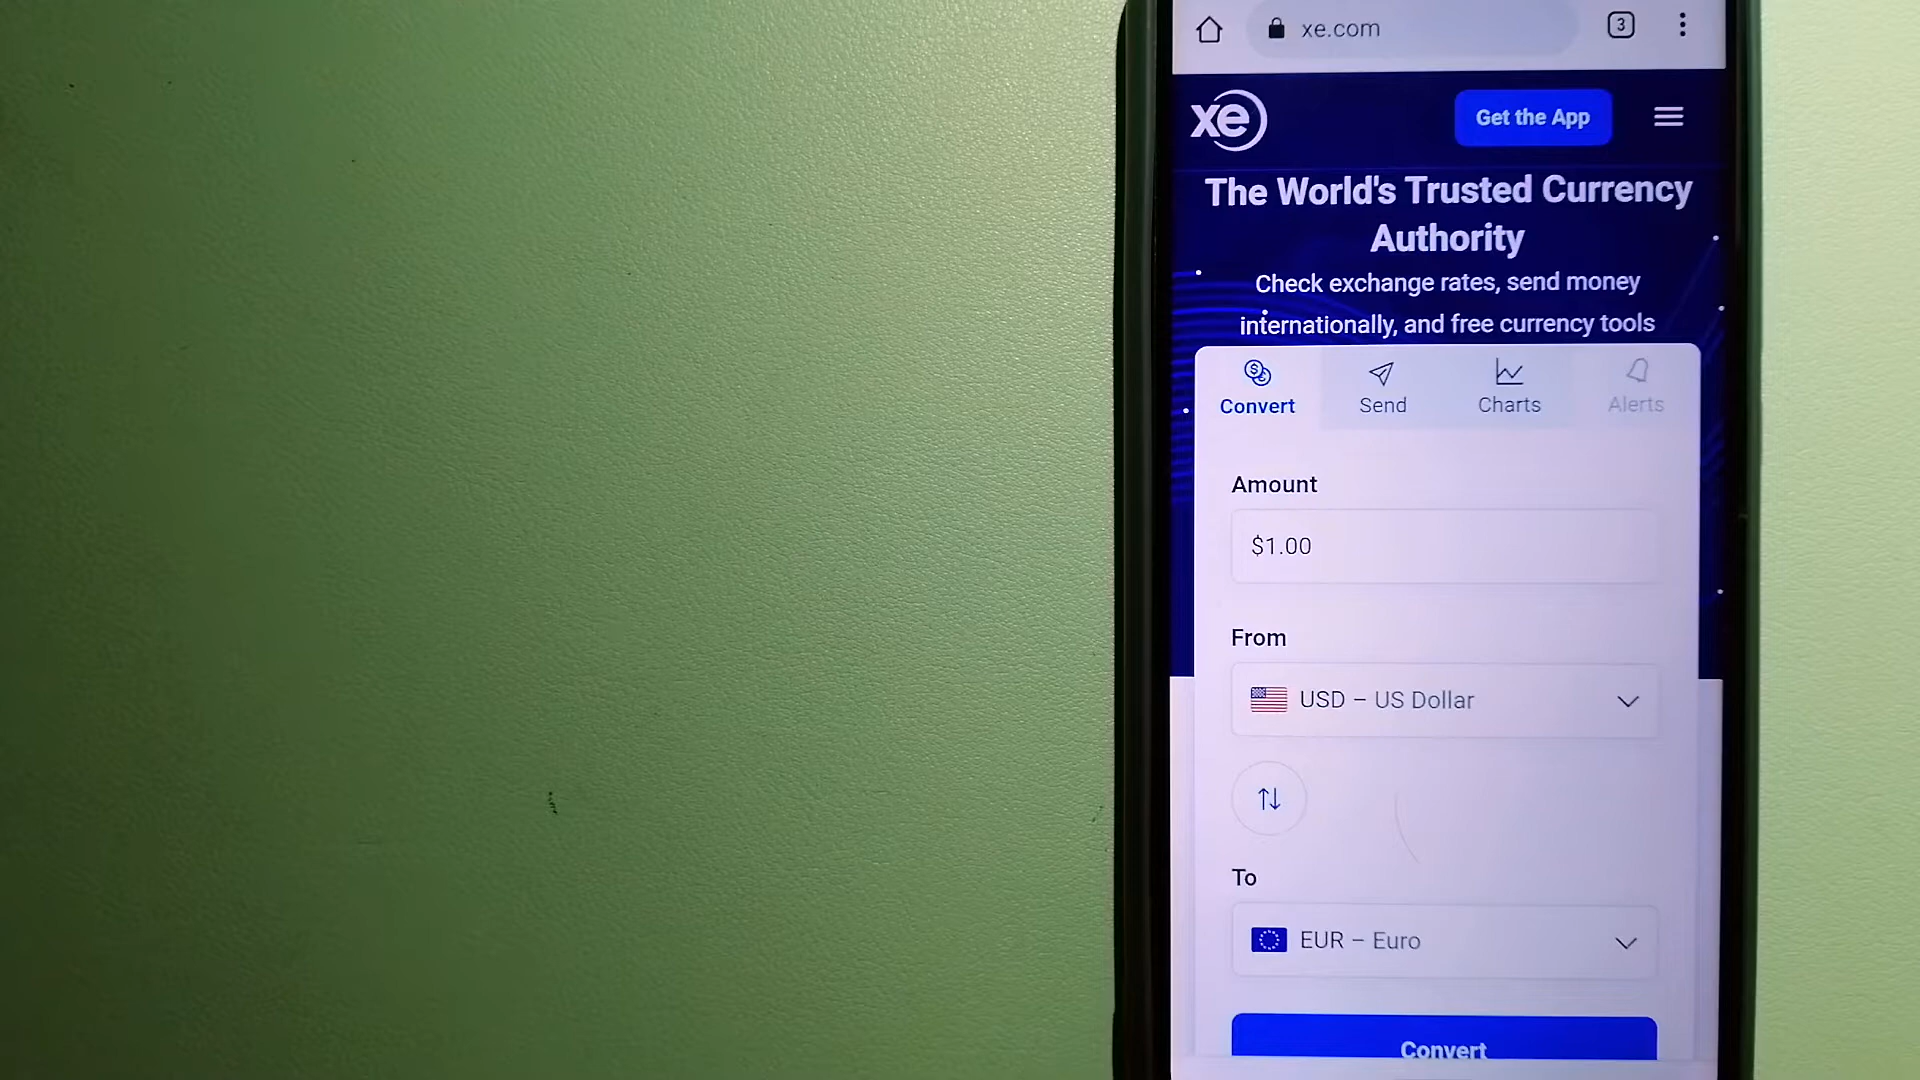 xe.com
3
xe
Get the App
The World's Trusted Currency
Authority
Check exchange rates, send money
internationally, and free currency tools
Convert
Send
Charts
Alerts
Amount
$1.00
From
USD – US Dollar
To
EUR – Euro
Convert